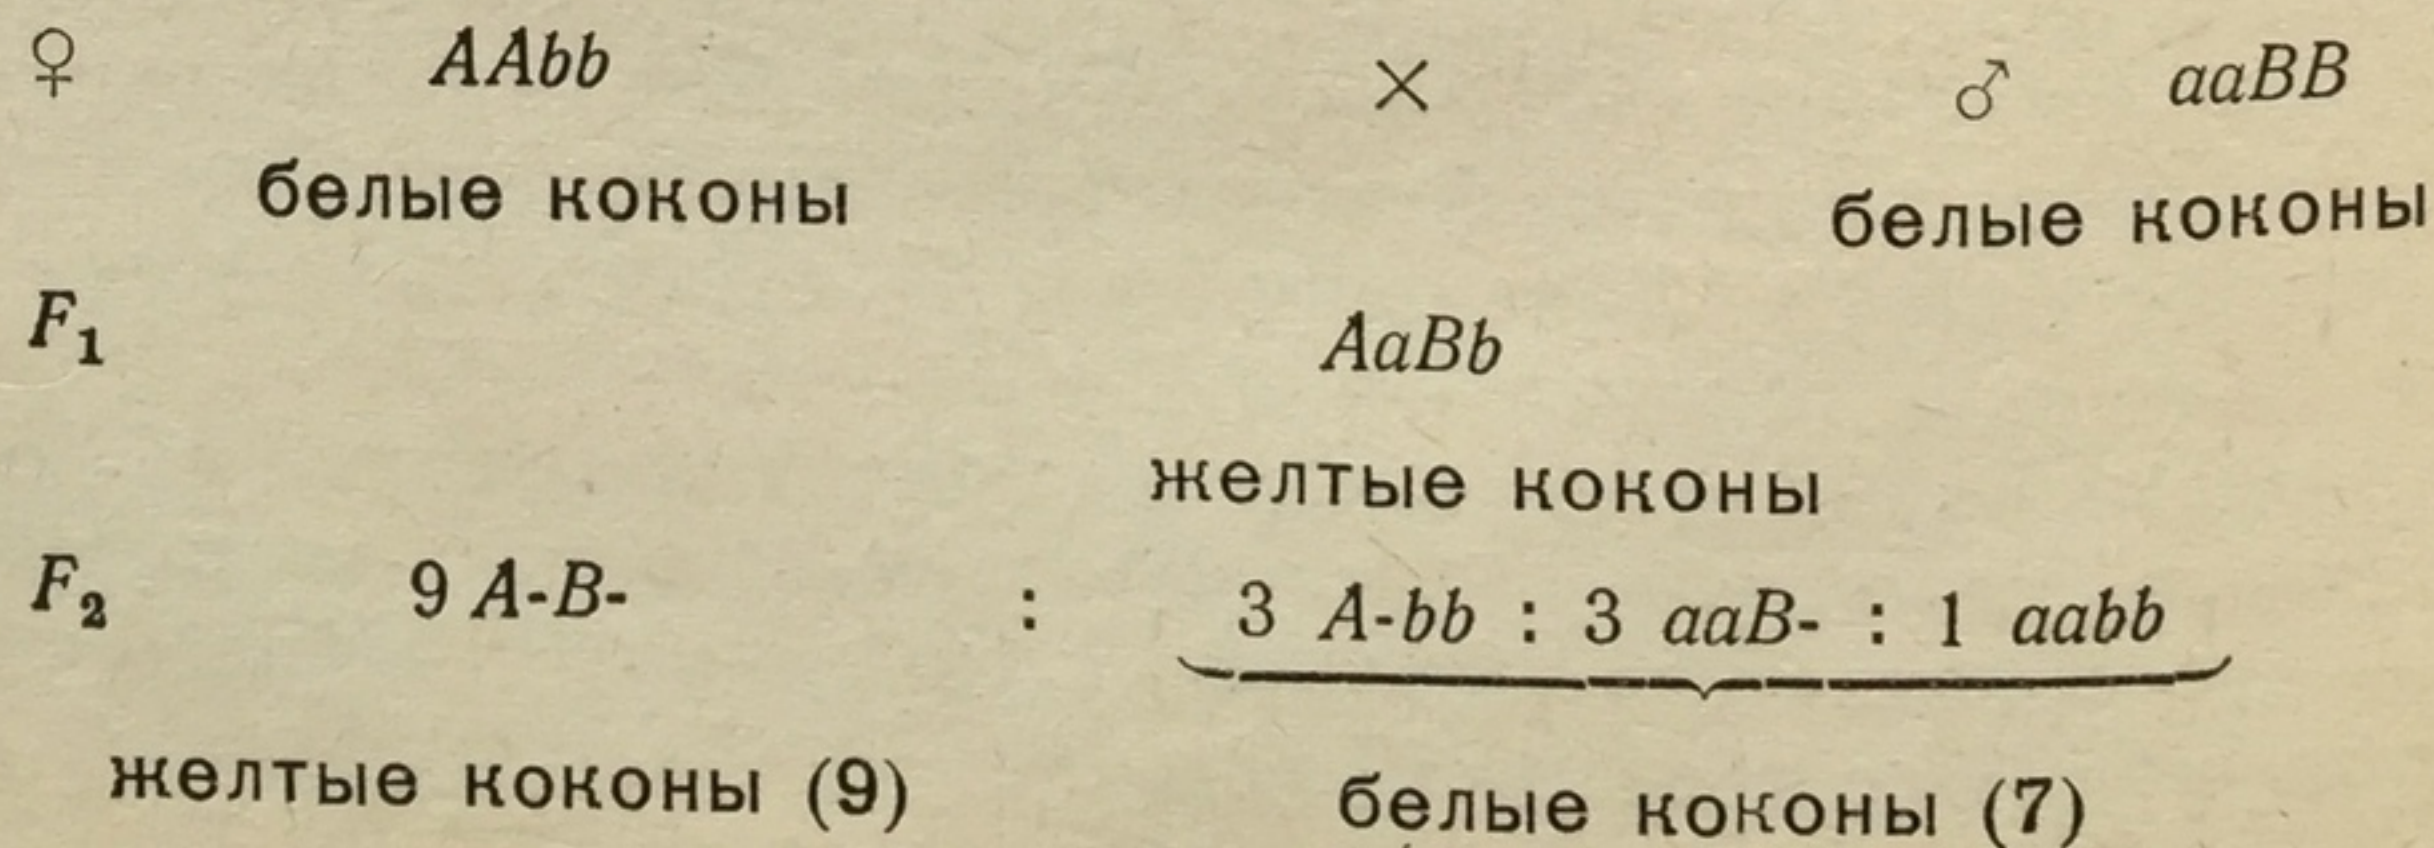 ♀ AAbb × ♂ aaBB
белые коконы белые коконы
F₁ AaBb
желтые коконы
F₂ 9 A-B- : 3 A-bb : 3 aaB- : 1 aabb
желтые коконы (9) белые коконы (7)